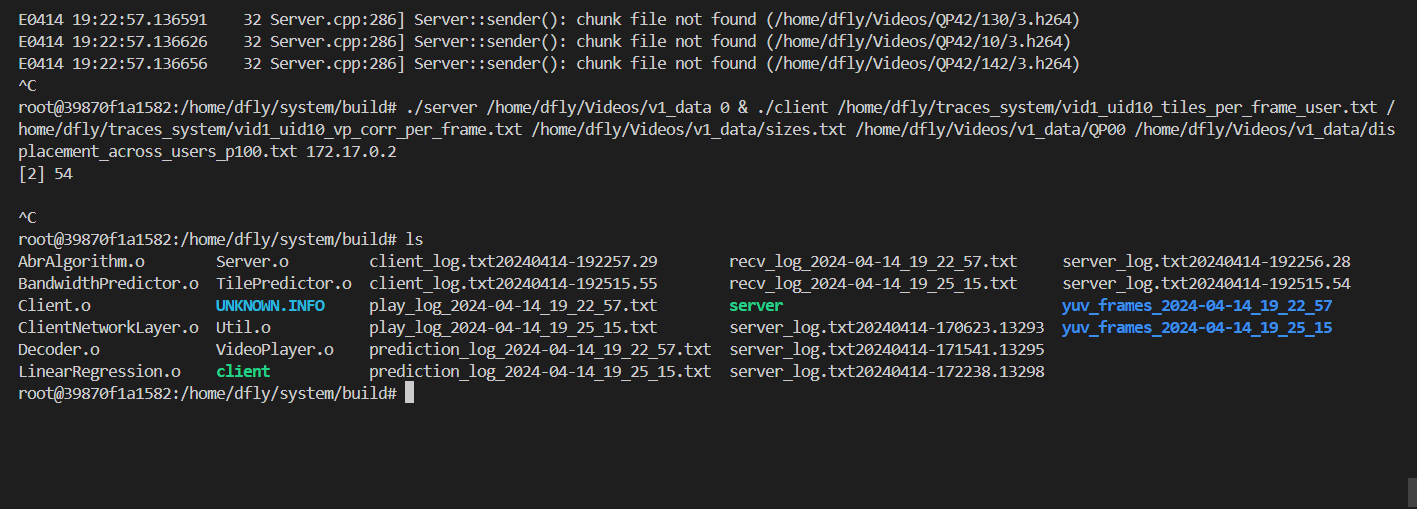 E0414 19:22:57.136591    32 Server.cpp:286] Server::sender(): chunk file not found (/home/dfly/Videos/QP42/130/3.h264)
E0414 19:22:57.136626    32 Server.cpp:286] Server::sender(): chunk file not found (/home/dfly/Videos/QP42/10/3.h264)
E0414 19:22:57.136656    32 Server.cpp:286] Server::sender(): chunk file not found (/home/dfly/Videos/QP42/142/3.h264)
^C
root@39870f1a1582:/home/dfly/system/build# ./server /home/dfly/Videos/v1_data 0 & ./client /home/dfly/traces_system/vid1_uid10_tiles_per_frame_user.txt /
home/dfly/traces_system/vid1_uid10_vp_corr_per_frame.txt /home/dfly/Videos/v1_data/sizes.txt /home/dfly/Videos/v1_data/QP00 /home/dfly/Videos/v1_data/dis
placement_across_users_p100.txt 172.17.0.2
[2] 54
^C
root@39870f1a1582:/home/dfly/system/build# ls
AbrAlgorithm.o        Server.o         client_log.txt20240414-192257.29        recv_log_2024-04-14_19_22_57.txt     server_log.txt20240414-192256.28
BandwidthPredictor.o  TilePredictor.o  client_log.txt20240414-192515.55        recv_log_2024-04-14_19_25_15.txt     server_log.txt20240414-192515.54
Client.o              UNKNOWN.INFO     play_log_2024-04-14_19_22_57.txt        server                               yuv_frames_2024-04-14_19_22_57
ClientNetworkLayer.o  Util.o           play_log_2024-04-14_19_25_15.txt        server_log.txt20240414-170623.13293  yuv_frames_2024-04-14_19_25_15
Decoder.o             VideoPlayer.o    prediction_log_2024-04-14_19_22_57.txt  server_log.txt20240414-171541.13295
LinearRegression.o    client           prediction_log_2024-04-14_19_25_15.txt  server_log.txt20240414-172238.13298
root@39870f1a1582:/home/dfly/system/build#